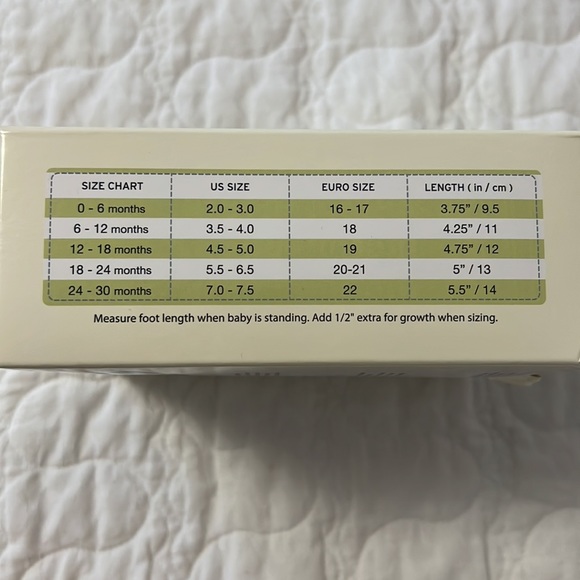 SIZE CHART US SIZE EURO SIZE LENGTH ( in / cm )
0 - 6 months 2.0 - 3.0 16 - 17 3.75" / 9.5
6 - 12 months 3.5 - 4.0 18 4.25" / 11
12 - 18 months 4.5 - 5.0 19 4.75" / 12
18 - 24 months 5.5 - 6.5 20-21 5" / 13
24 - 30 months 7.0 - 7.5 22 5.5" / 14
Measure foot length when baby is standing. Add 1/2" extra for growth when sizing.